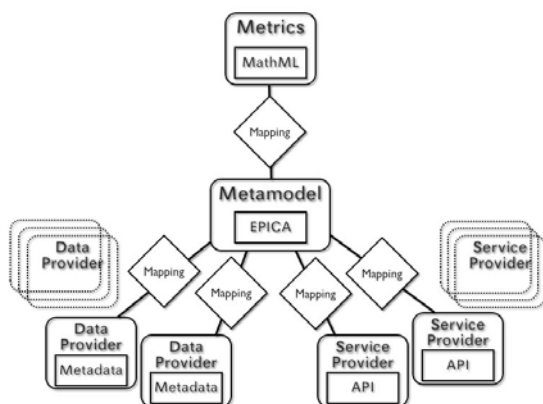 Metrics
MathML
Mapping
Metamodel
EPICA
Data
Provider
Service
Provider
Mapping
Mapping
Mapping
Mapping
Data
Provider
Metadata
Data
Provider
Metadata
Service
Provider
API
Service
Provider
API